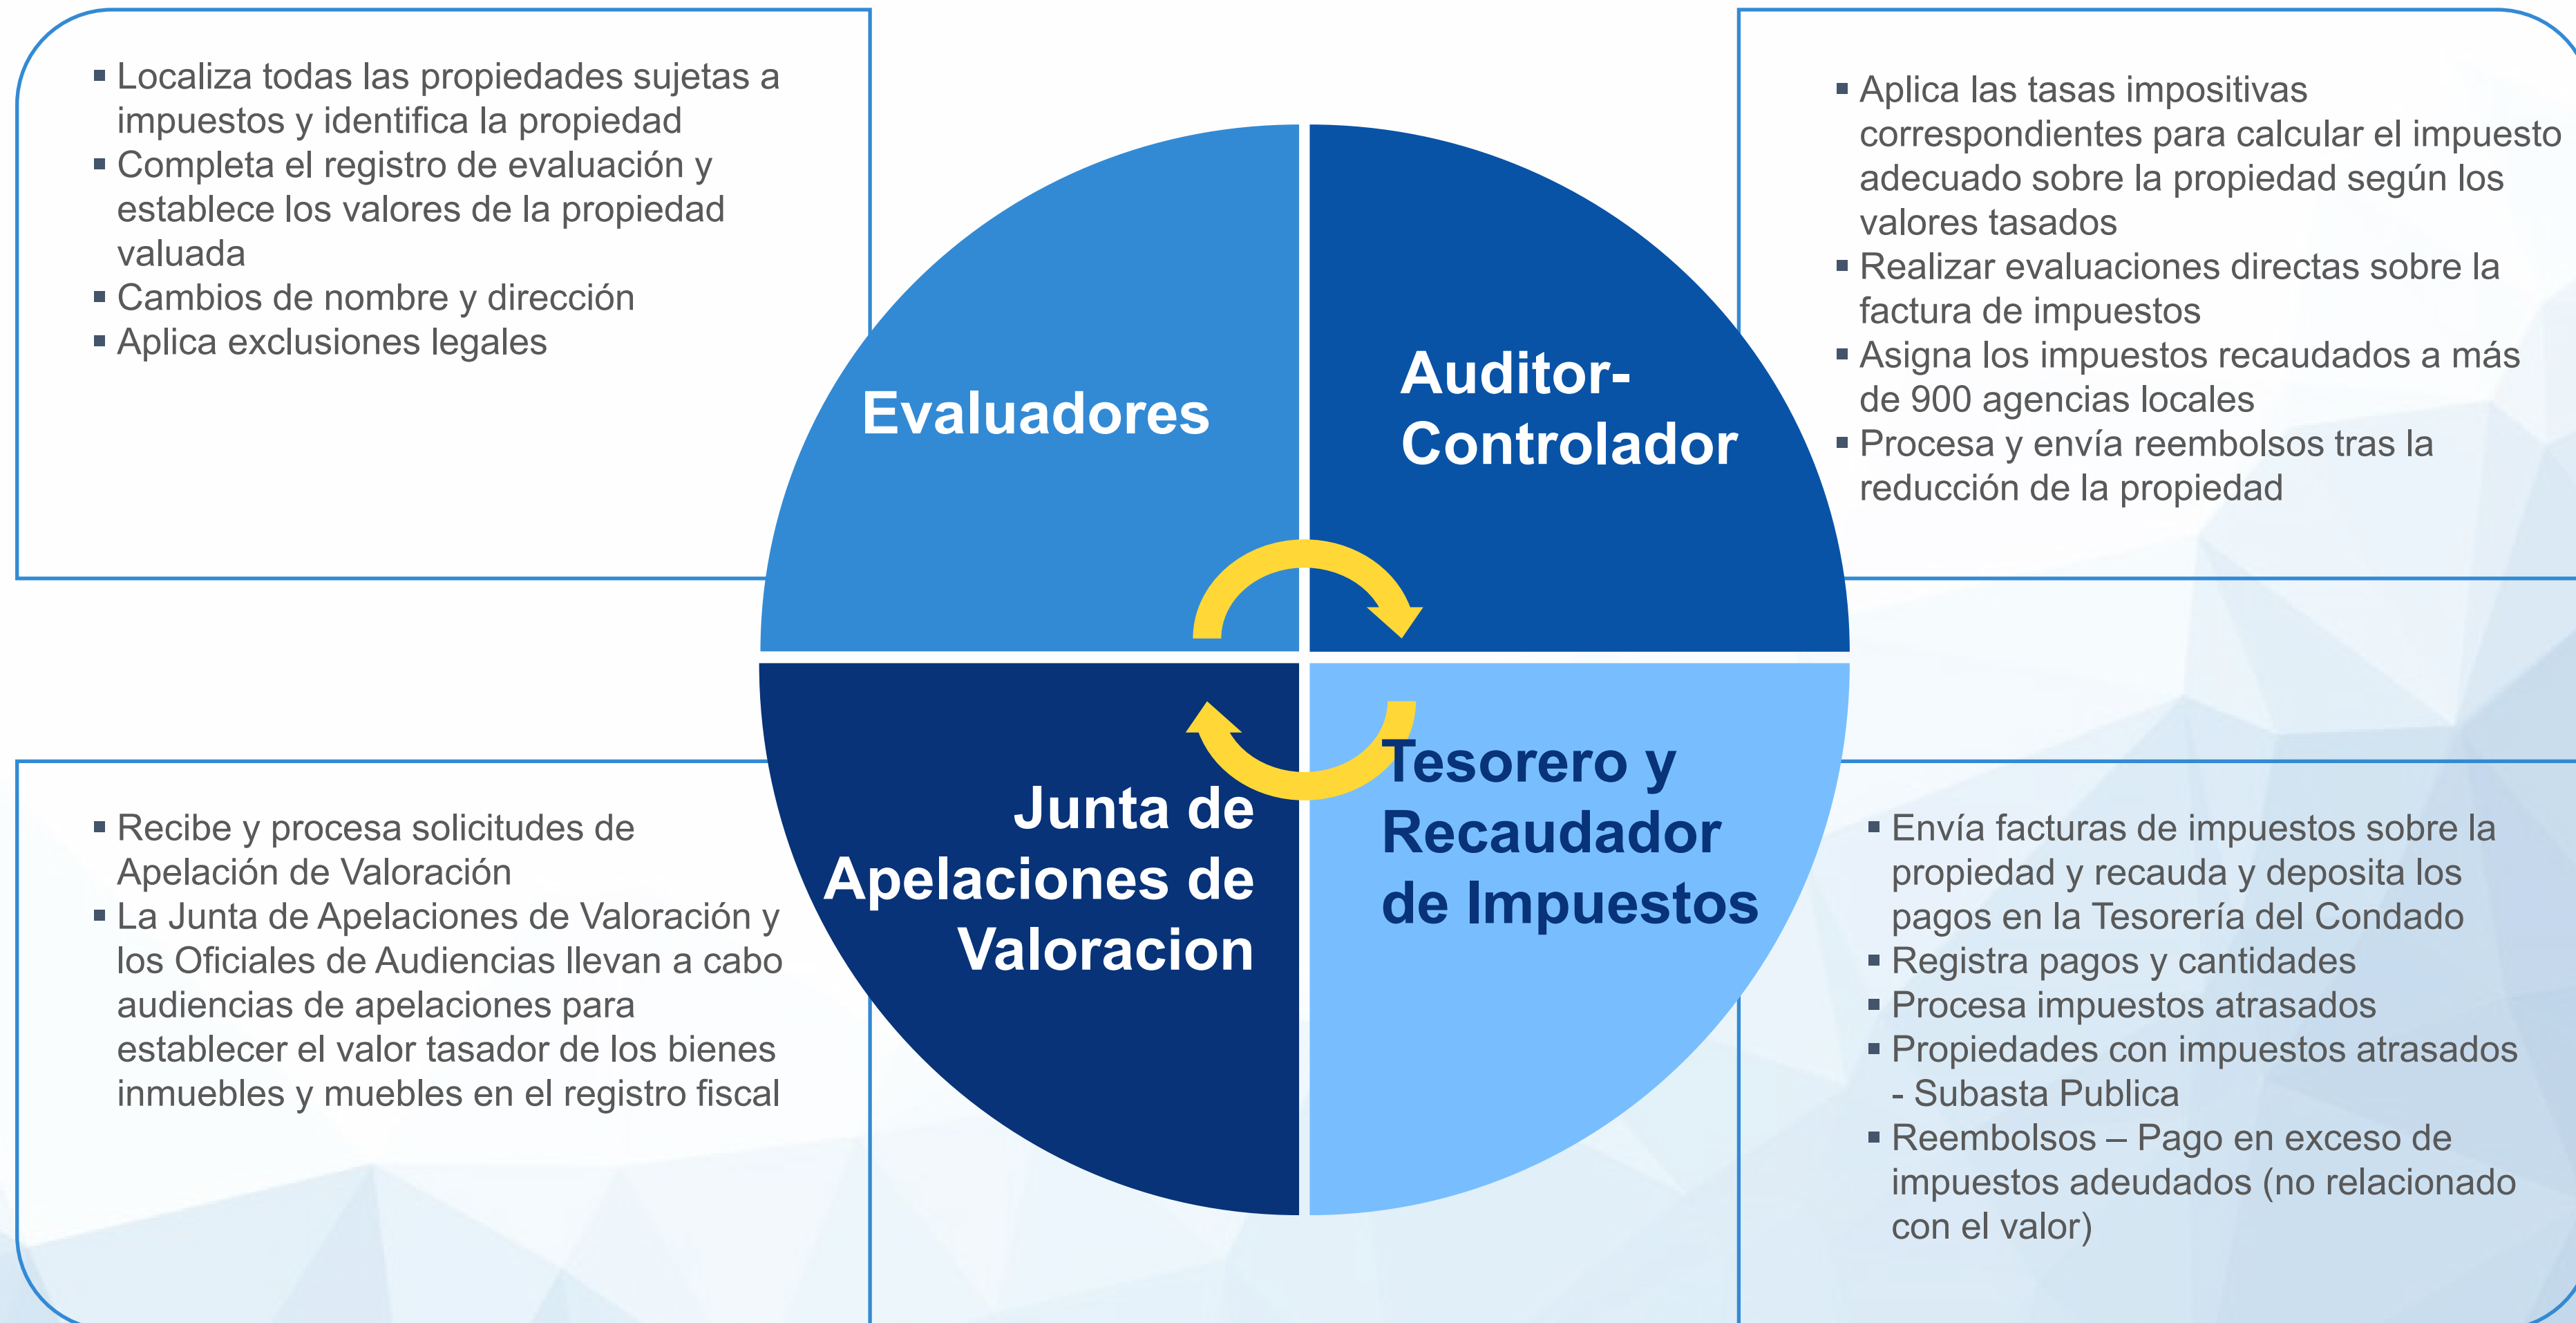 ▪ Localiza todas las propiedades sujetas a
impuestos y identifica la propiedad
▪ Completa el registro de evaluación y
establece los valores de la propiedad
valuada
▪ Cambios de nombre y dirección
▪ Aplica exclusiones legales
Evaluadores
Auditor-
Controlador
▪ Aplica las tasas impositivas
correspondientes para calcular el impuesto
adecuado sobre la propiedad según los
valores tasados
▪ Realizar evaluaciones directas sobre la
factura de impuestos
▪ Asigna los impuestos recaudados a más
de 900 agencias locales
▪ Procesa y envía reembolsos tras la
reducción de la propiedad
▪ Recibe y procesa solicitudes de
Apelación de Valoración
▪ La Junta de Apelaciones de Valoración y
los Oficiales de Audiencias llevan a cabo
audiencias de apelaciones para
establecer el valor tasador de los bienes
inmuebles y muebles en el registro fiscal
Junta de
Apelaciones de
Valoracion
Tesorero y
Recaudador
de Impuestos
▪ Envía facturas de impuestos sobre la
propiedad y recauda y deposita los
pagos en la Tesorería del Condado
▪ Registra pagos y cantidades
▪ Procesa impuestos atrasados
▪ Propiedades con impuestos atrasados
- Subasta Publica
▪ Reembolsos – Pago en exceso de
impuestos adeudados (no relacionado
con el valor)